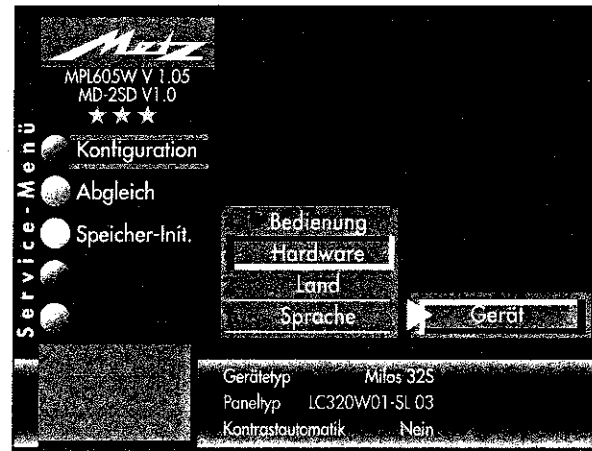 Metz
MPL605W V 1.05
MD-2SD V1.0
Service-Menü
Konfiguration
Abgleich
Speicher-Init.
Bedienung
Hardware
Land
Sprache
Gerät
Gerätetyp Milos 32S
Paneltyp LC320W01-SL 03
Kontrastautomatik Nein